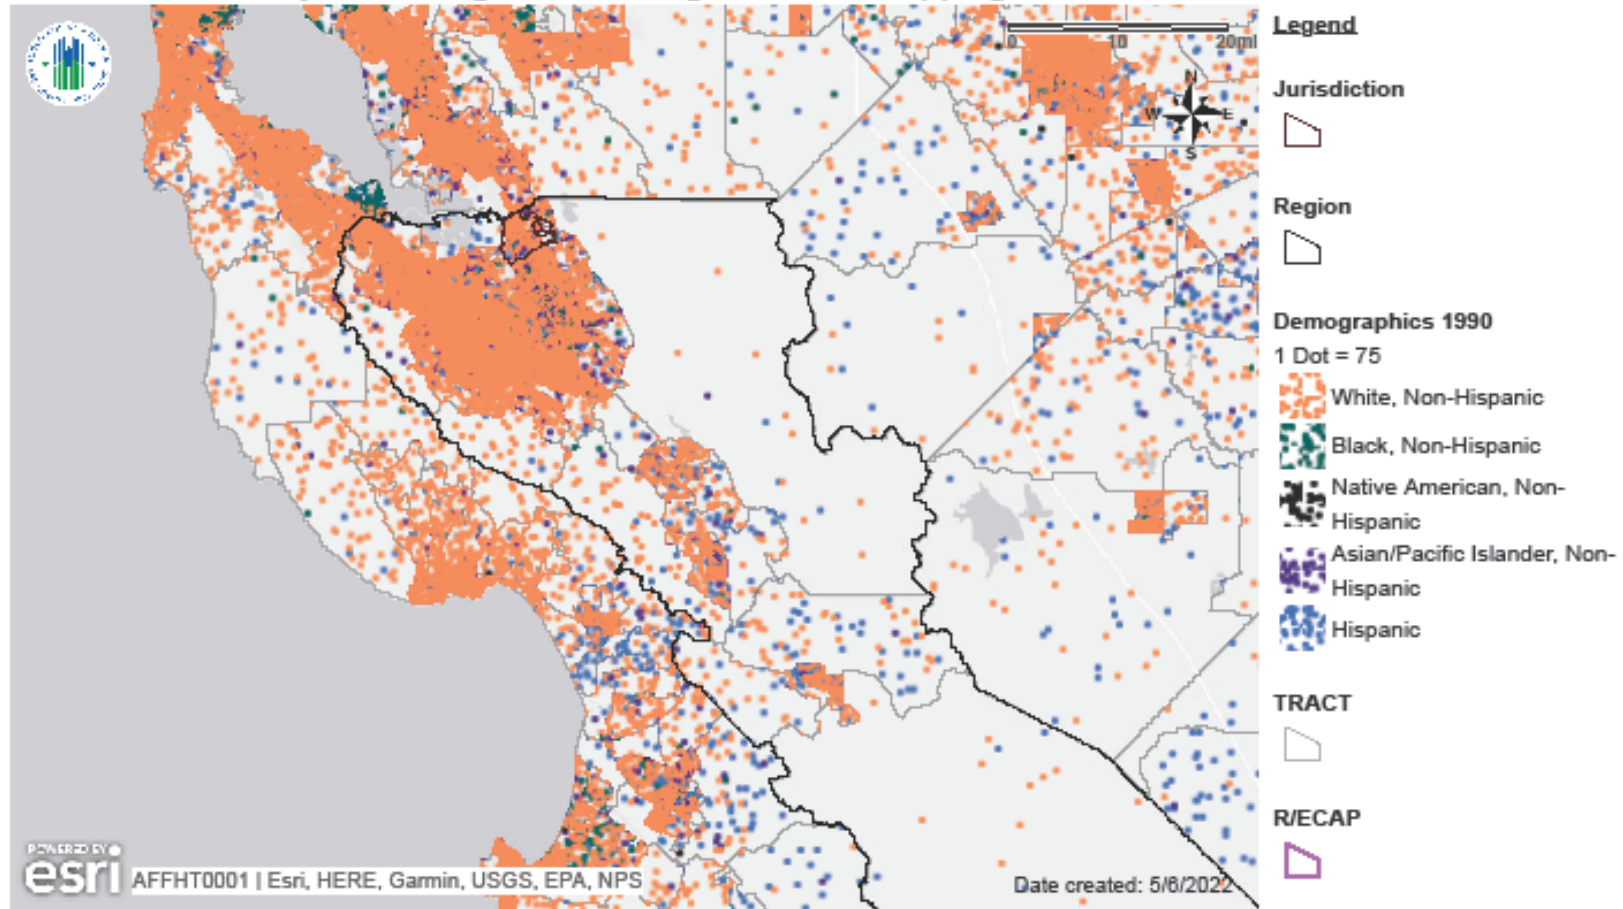 0 10 20mi
N
W E
S
Legend
Jurisdiction
Region
Demographics 1990
1 Dot = 75
White, Non-Hispanic
Black, Non-Hispanic
Native American, Non-
Hispanic
Asian/Pacific Islander, Non-
Hispanic
Hispanic
TRACT
R/ECAP
POWERED BY
esri
AFFHT0001 | Esri, HERE, Garmin, USGS, EPA, NPS
Date created: 5/6/2022